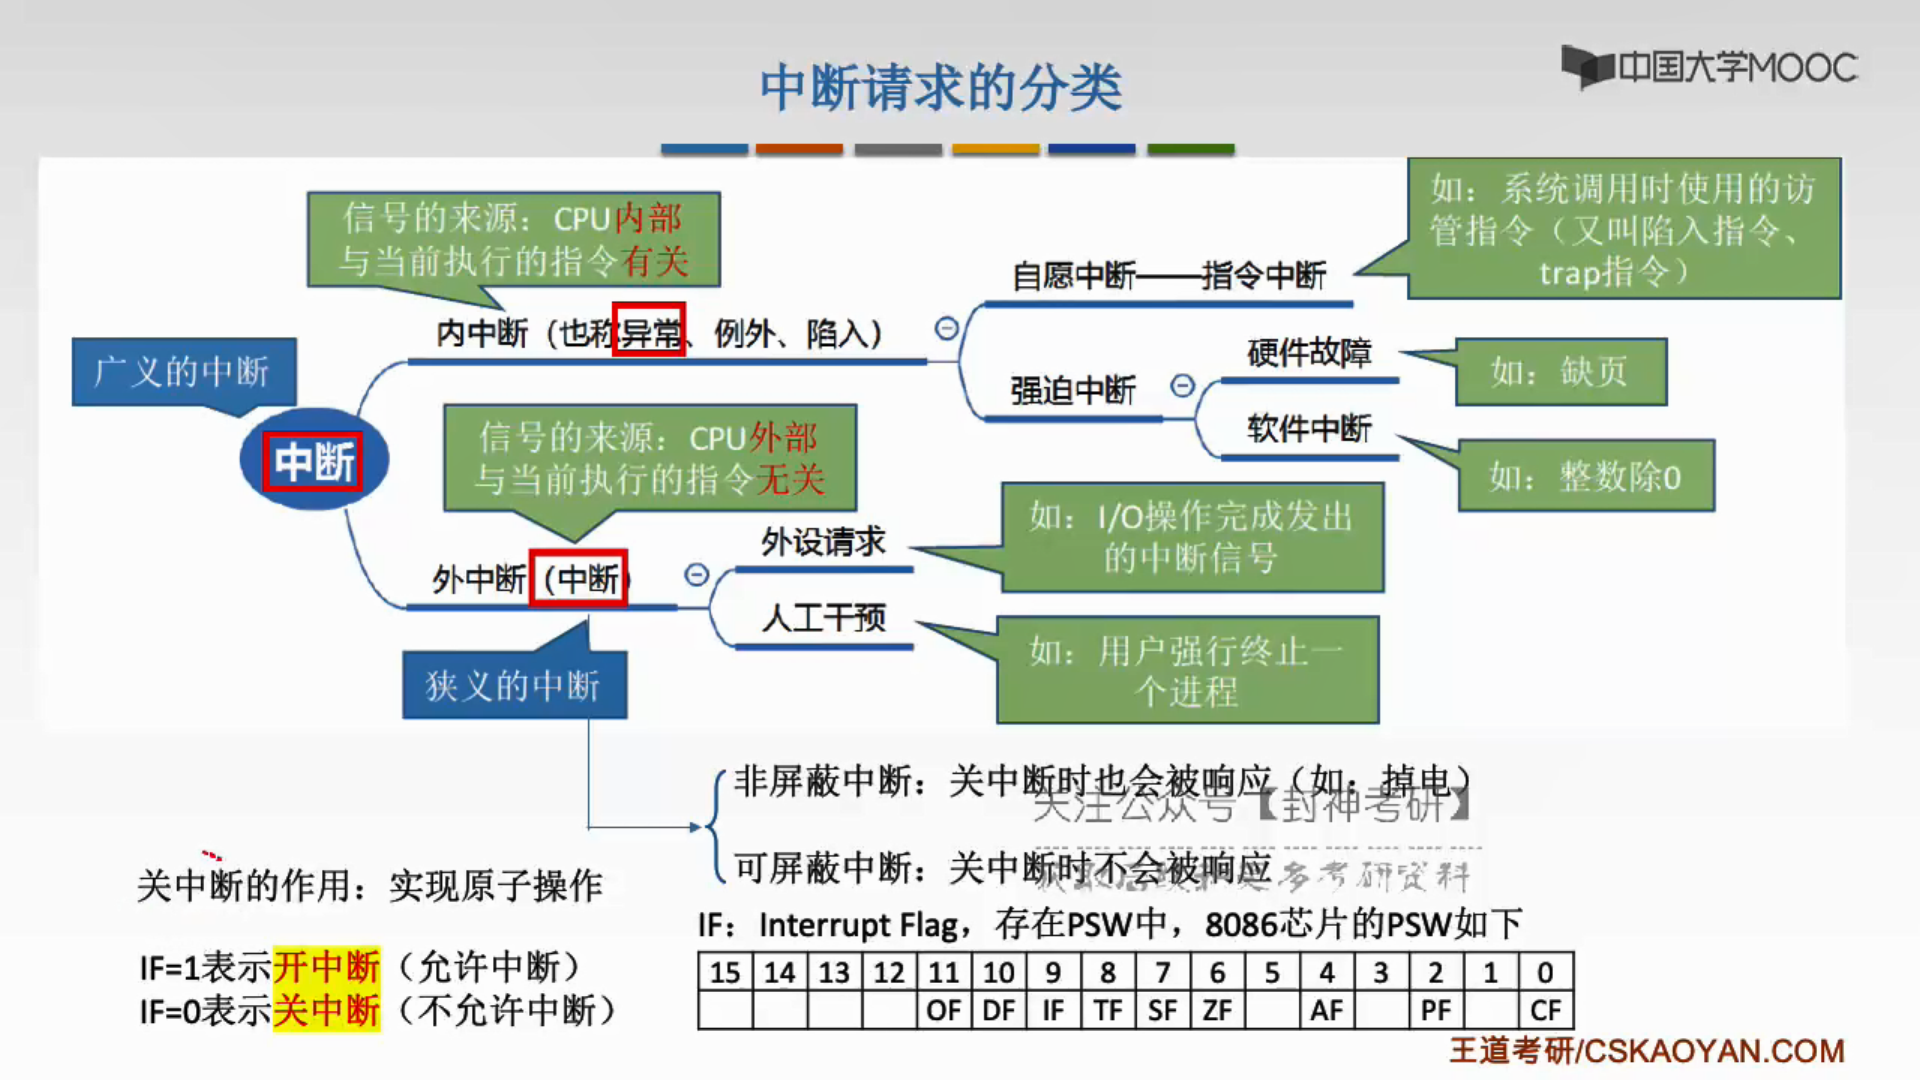 中断请求的分类
中国大学MOOC
信号的来源：CPU内部
与当前执行的指令有关
如：系统调用时使用的访
管指令（又叫陷入指令、
trap指令）
自愿中断——指令中断
内中断（也称异常、例外、陷入）
广义的中断
硬件故障
如：缺页
强迫中断
软件中断
如：整数除0
中断
信号的来源：CPU外部
与当前执行的指令无关
如：I/O操作完成发出
的中断信号
外设请求
外中断（中断）
人工干预
如：用户强行终止一
个进程
狭义的中断
非屏蔽中断：关中断时也会被响应（如：掉电）
关注公众号【封神考研】
可屏蔽中断：关中断时不会被响应
关中断的作用：实现原子操作
IF：Interrupt Flag，存在PSW中，8086芯片的PSW如下
IF=1表示开中断（允许中断）
IF=0表示关中断（不允许中断）
15 14 13 12 11 10 9 8 7 6 5 4 3 2 1 0
OF DF IF TF SF ZF AF PF CF
王道考研/CSKAOYAN.COM